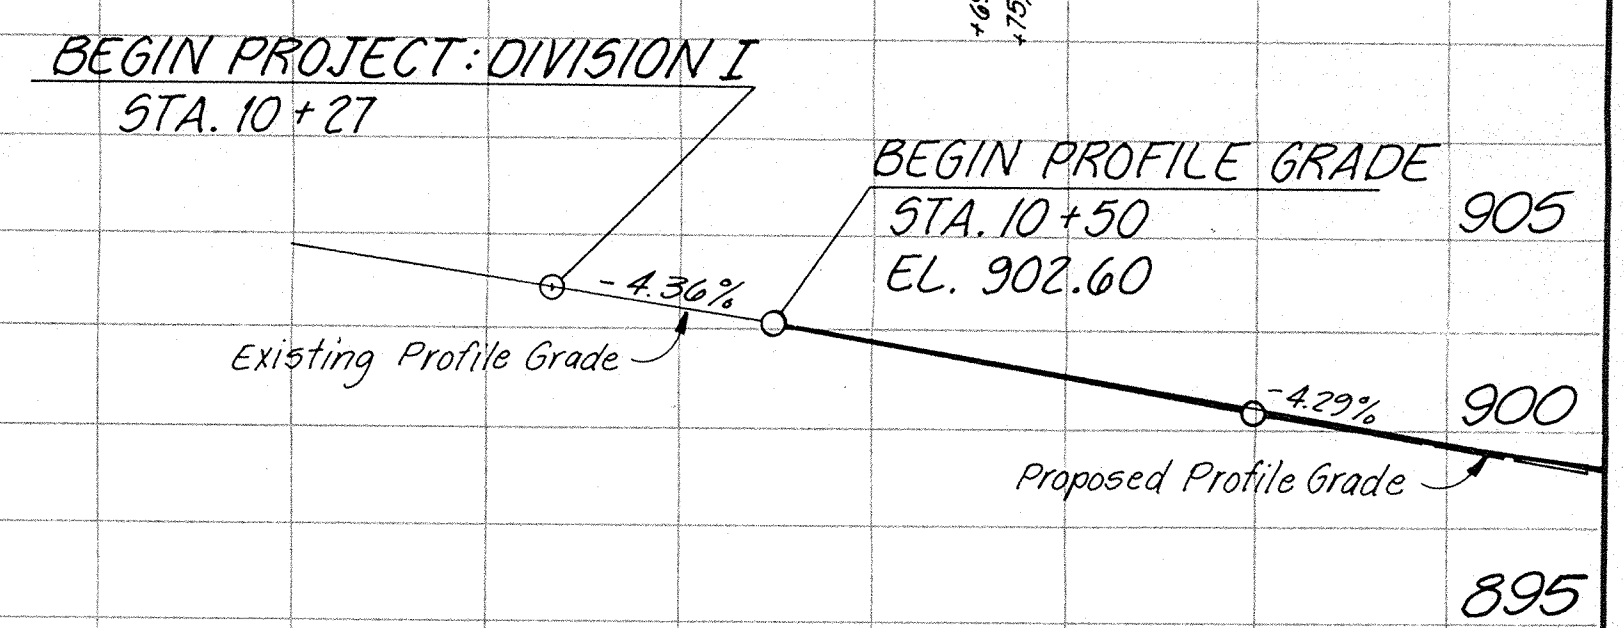 BEGIN PROJECT: DIVISION I
STA. 10+27
BEGIN PROFILE GRADE
STA. 10+50
EL. 902.60
905
-4.36%
Existing Profile Grade
-4.29%
900
Proposed Profile Grade
895